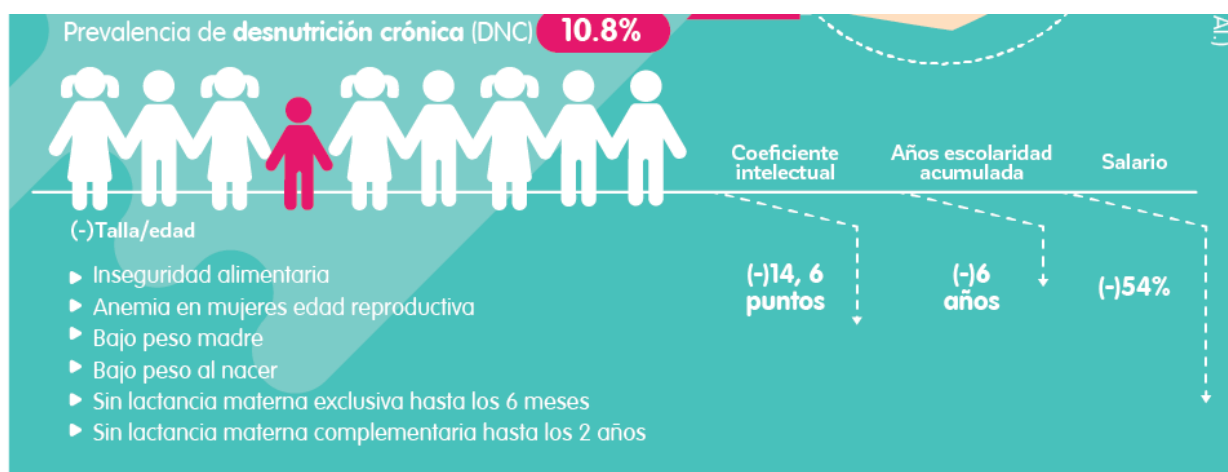 Prevalencia de desnutrición crónica (DNC) 10.8%
Coeficiente
intelectual
Años escolaridad
acumulada
Salario
(-)Talla/edad
Inseguridad alimentaria
Anemia en mujeres edad reproductiva
Bajo peso madre
Bajo peso al nacer
Sin lactancia materna exclusiva hasta los 6 meses
Sin lactancia materna complementaria hasta los 2 años
(-)14, 6
puntos
(-)6
años
(-)54%
Al.)